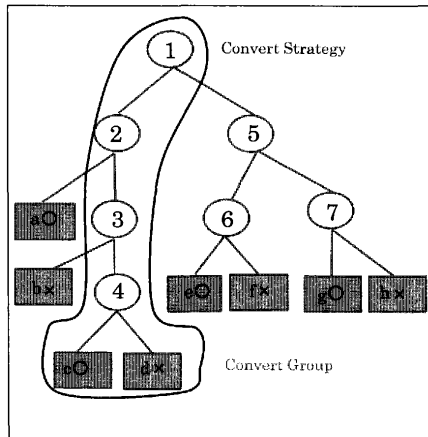 1 Convert Strategy
2 5
a○ 3 6 7
b× 4 e○ f× g○ h×
c○ d× Convert Group